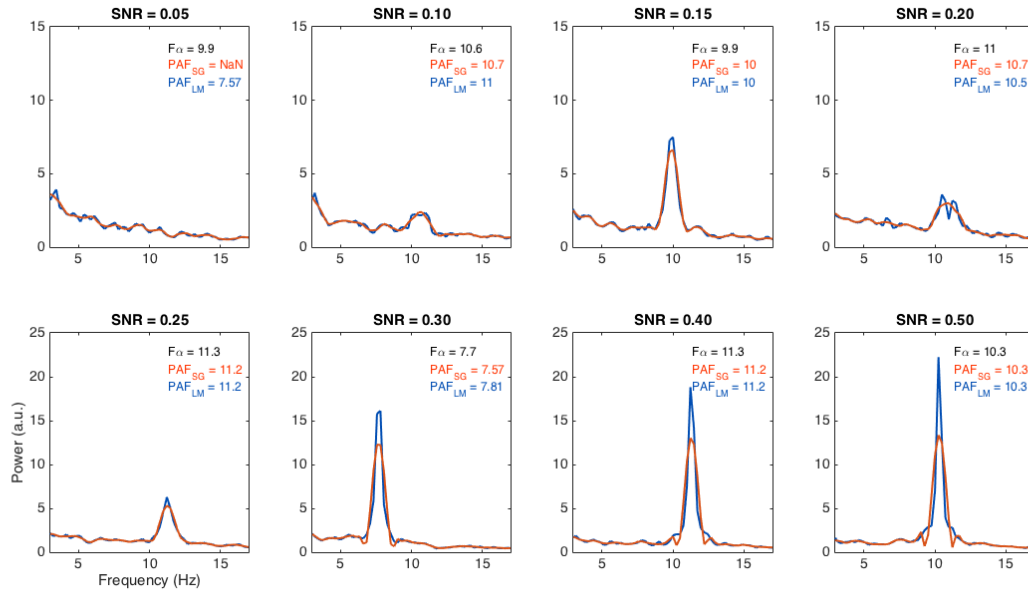 SNR = 0.05
15
10
5
0
5
10
15
Fα = 9.9
PAF_SG = NaN
PAF_LM = 7.57
SNR = 0.10
15
10
5
0
5
10
15
Fα = 10.6
PAF_SG = 10.7
PAF_LM = 11
SNR = 0.15
15
10
5
0
5
10
15
Fα = 9.9
PAF_SG = 10
PAF_LM = 10
SNR = 0.20
15
10
5
0
5
10
15
Fα = 11
PAF_SG = 10.7
PAF_LM = 10.5
SNR = 0.25
25
20
15
10
5
0
5
10
15
Fα = 11.3
PAF_SG = 11.2
PAF_LM = 11.2
Power (a.u.)
Frequency (Hz)
SNR = 0.30
25
20
15
10
5
0
5
10
15
Fα = 7.7
PAF_SG = 7.57
PAF_LM = 7.81
SNR = 0.40
25
20
15
10
5
0
5
10
15
Fα = 11.3
PAF_SG = 11.2
PAF_LM = 11.2
SNR = 0.50
25
20
15
10
5
0
5
10
15
Fα = 10.3
PAF_SG = 10.3
PAF_LM = 10.3